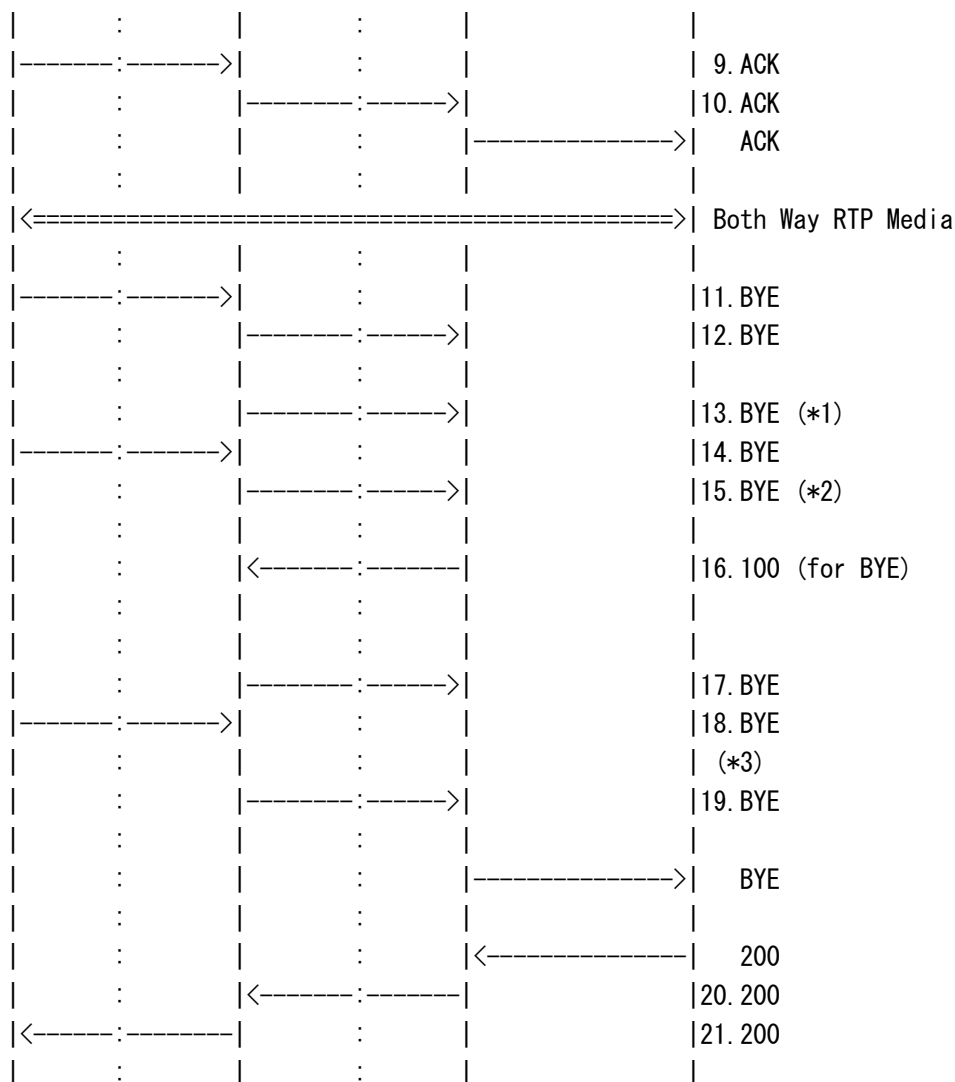 9. ACK
10. ACK
ACK
Both Way RTP Media
11. BYE
12. BYE
13. BYE (*1)
14. BYE
15. BYE (*2)
16. 100 (for BYE)
17. BYE
18. BYE
(*3)
19. BYE
BYE
200
20. 200
21. 200